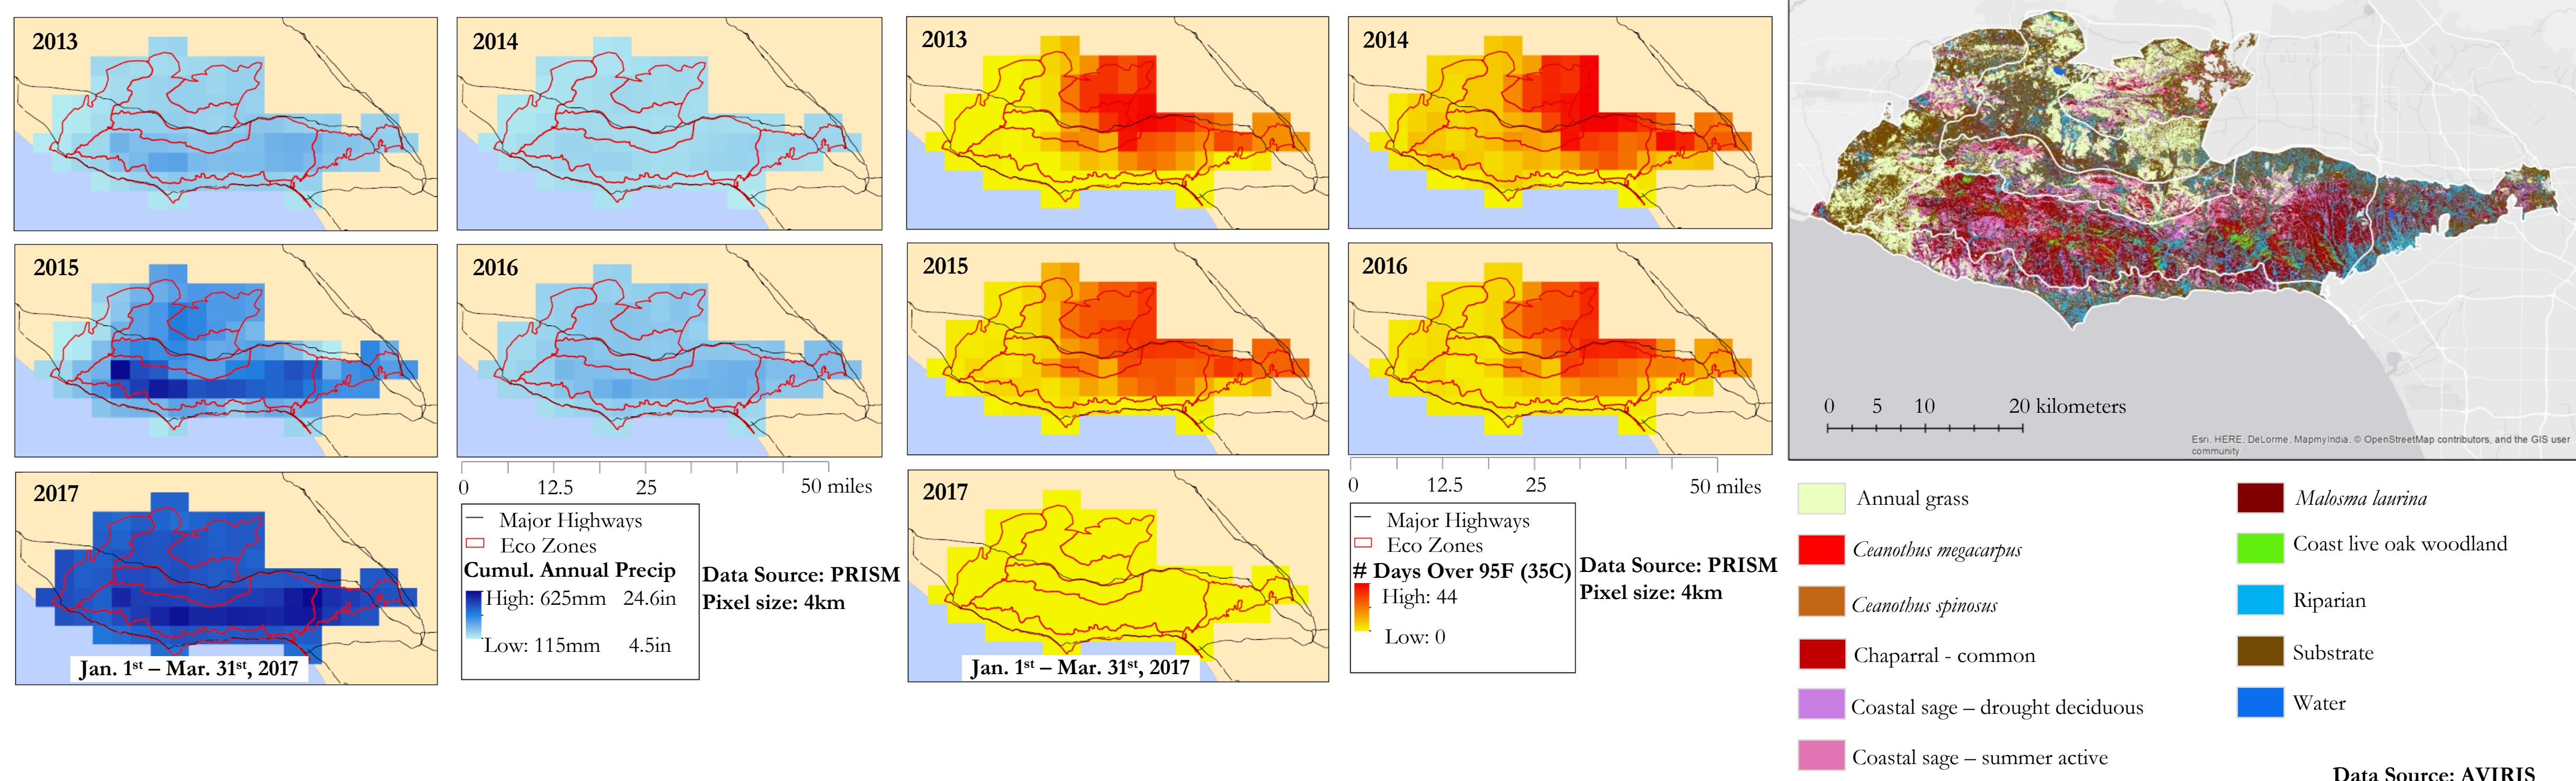 2013
2014
2015
2016
2017
Jan. 1st – Mar. 31st, 2017
0 12.5 25 50 miles
Major Highways
Eco Zones
Cumul. Annual Precip
High: 625mm 24.6in
Low: 115mm 4.5in
Data Source: PRISM
Pixel size: 4km
2013
2014
2015
2016
2017
Jan. 1st – Mar. 31st, 2017
0 12.5 25 50 miles
Major Highways
Eco Zones
# Days Over 95F (35C)
High: 44
Low: 0
Data Source: PRISM
Pixel size: 4km
0 5 10 20 kilometers
Esri, HERE, DeLorme, MapmyIndia, © OpenStreetMap contributors, and the GIS user
community
Annual grass
Ceanothus megacarpus
Ceanothus spinosus
Chaparral - common
Coastal sage – drought deciduous
Coastal sage – summer active
Malosma laurina
Coast live oak woodland
Riparian
Substrate
Water
Data Source: AVIRIS